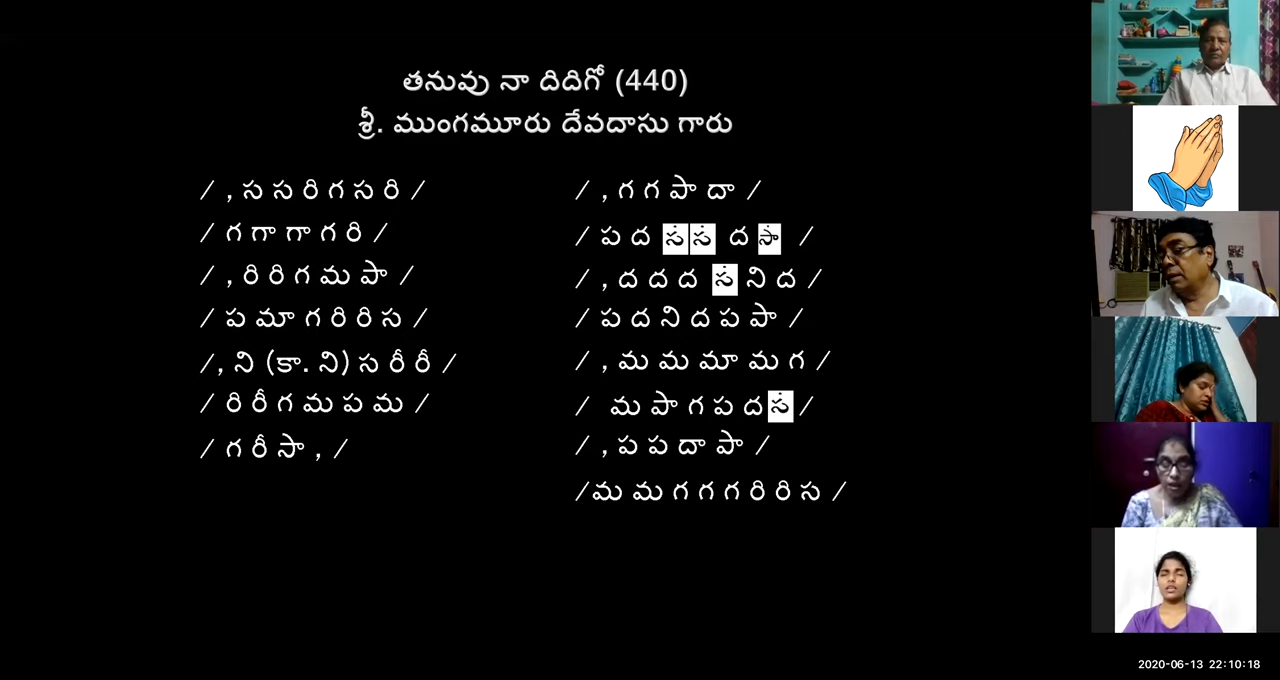 తనువు నా దిదిగో (440)
శ్రీ. ముంగమూరు దేవదాసు గారు
/ , స స రి గ స రి /
/ గ గా గా గ రి /
/ , రి రి గ మ పా /
/ ప మా గ రి రి స /
/ , ని (కా. ని) స రీ రీ /
/ రి రీ గ మ ప మ /
/ గ రీ సా , /
/ , గ గ పా దా /
/ ప ద స̇ స̇ ద సా̇ /
/ , ద ద ద స̇ ని ద /
/ ప ద ని ద ప పా /
/ , మ మ మా మ గ /
/ మ పా గ ప ద స̇ /
/ , ప ప దా పా /
/మ మ గ గ గ రి రి స /
2020-06-13 22:10:18